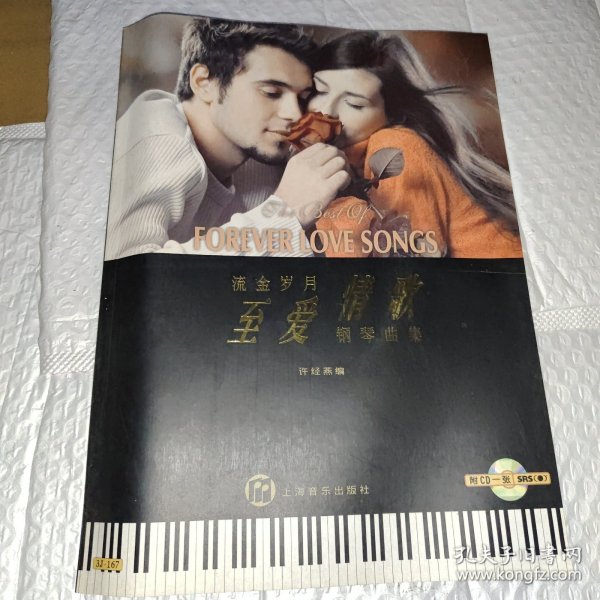 The Best Of
FOREVER LOVE SONGS
流金岁月
至爱情歌
钢琴曲集
许经燕编
上海音乐出版社
附CD一张
SRS(●)
3J-167
孔夫子旧书网
www.kongfz.com